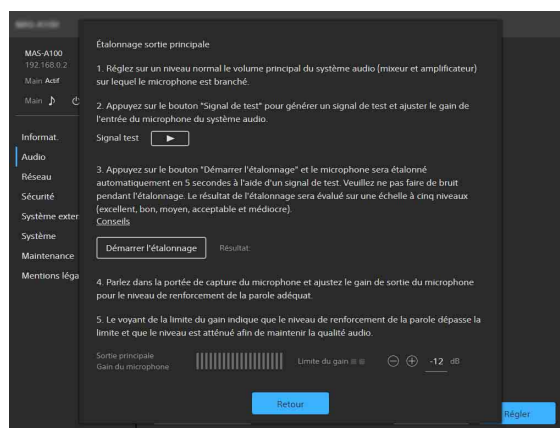 MAS-A100
192.168.0.2
Main Actif
Main
Informat.
Audio
Réseau
Sécurité
Système exter
Système
Maintenance
Mentions léga
Étalonnage sortie principale
1. Réglez sur un niveau normal le volume principal du système audio (mixeur et amplificateur)
sur lequel le microphone est branché.
2. Appuyez sur le bouton "Signal de test" pour générer un signal de test et ajuster le gain de
l'entrée du microphone du système audio.
Signal test
3. Appuyez sur le bouton "Démarrer l'étalonnage" et le microphone sera étalonné
automatiquement en 5 secondes à l'aide d'un signal de test. Veuillez ne pas faire de bruit
pendant l'étalonnage. Le résultat de l'étalonnage sera évalué sur une échelle à cinq niveaux
(excellent, bon, moyen, acceptable et médiocre).
Conseils
Démarrer l'étalonnage Résultat:
4. Parlez dans la portée de capture du microphone et ajustez le gain de sortie du microphone
pour le niveau de renforcement de la parole adéquat.
5. Le voyant de la limite du gain indique que le niveau de renforcement de la parole dépasse la
limite et que le niveau est atténué afin de maintenir la qualité audio.
Sortie principale
Gain du microphone Limite du gain -12 dB
Retour
Régler